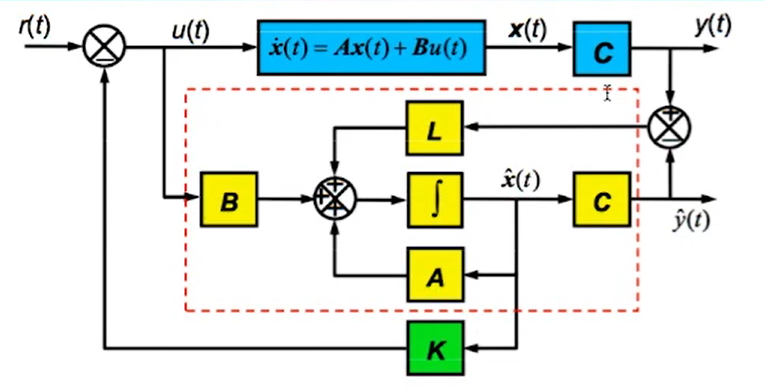 r(t)
u(t)
ẋ(t) = Ax(t) + Bu(t)
x(t)
C
y(t)
−
+
L
−
B
+
+
+
∫
x̂(t)
C
ŷ(t)
A
K